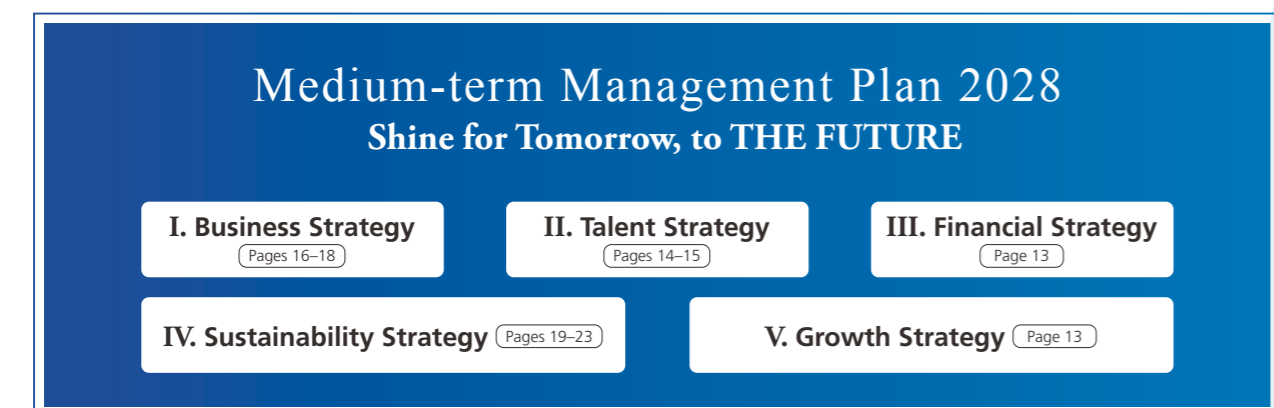 Medium-term Management Plan 2028
Shine for Tomorrow, to THE FUTURE
I. Business Strategy
Pages 16–18
II. Talent Strategy
Pages 14–15
III. Financial Strategy
Page 13
IV. Sustainability Strategy Pages 19–23
V. Growth Strategy Page 13